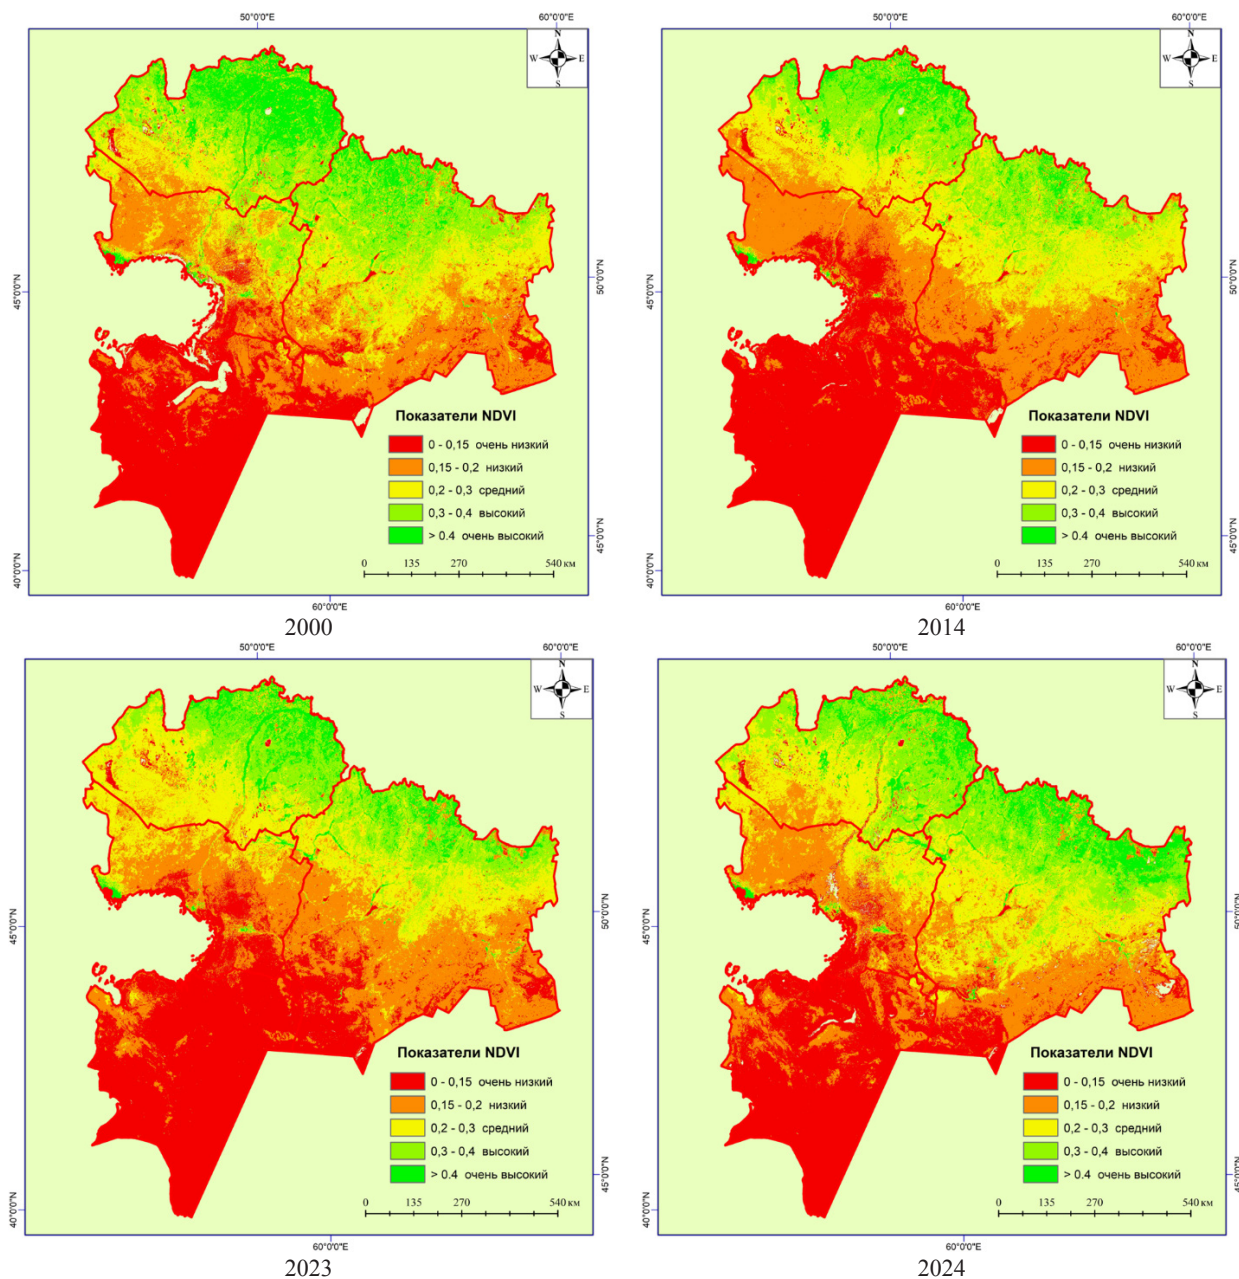 50°0'0"E
60°0'0"E
N
W
E
S
45°0'0"N
50°0'0"N
Показатели NDVI
0 - 0,15 очень низкий
0,15 - 0,2 низкий
0,2 - 0,3 средний
0,3 - 0,4 высокий
> 0.4 очень высокий
0 135 270 540 км
40°0'0"N
45°0'0"N
60°0'0"E
2000
50°0'0"E
60°0'0"E
N
W
E
S
45°0'0"N
50°0'0"N
Показатели NDVI
0 - 0,15 очень низкий
0,15 - 0,2 низкий
0,2 - 0,3 средний
0,3 - 0,4 высокий
> 0.4 очень высокий
0 135 270 540 км
40°0'0"N
45°0'0"N
60°0'0"E
2014
50°0'0"E
60°0'0"E
N
W
E
S
45°0'0"N
50°0'0"N
Показатели NDVI
0 - 0,15 очень низкий
0,15 - 0,2 низкий
0,2 - 0,3 средний
0,3 - 0,4 высокий
> 0.4 очень высокий
0 135 270 540 км
40°0'0"N
45°0'0"N
60°0'0"E
2023
50°0'0"E
60°0'0"E
N
W
E
S
45°0'0"N
50°0'0"N
Показатели NDVI
0 - 0,15 очень низкий
0,15 - 0,2 низкий
0,2 - 0,3 средний
0,3 - 0,4 высокий
> 0.4 очень высокий
0 135 270 540 км
40°0'0"N
45°0'0"N
60°0'0"E
2024